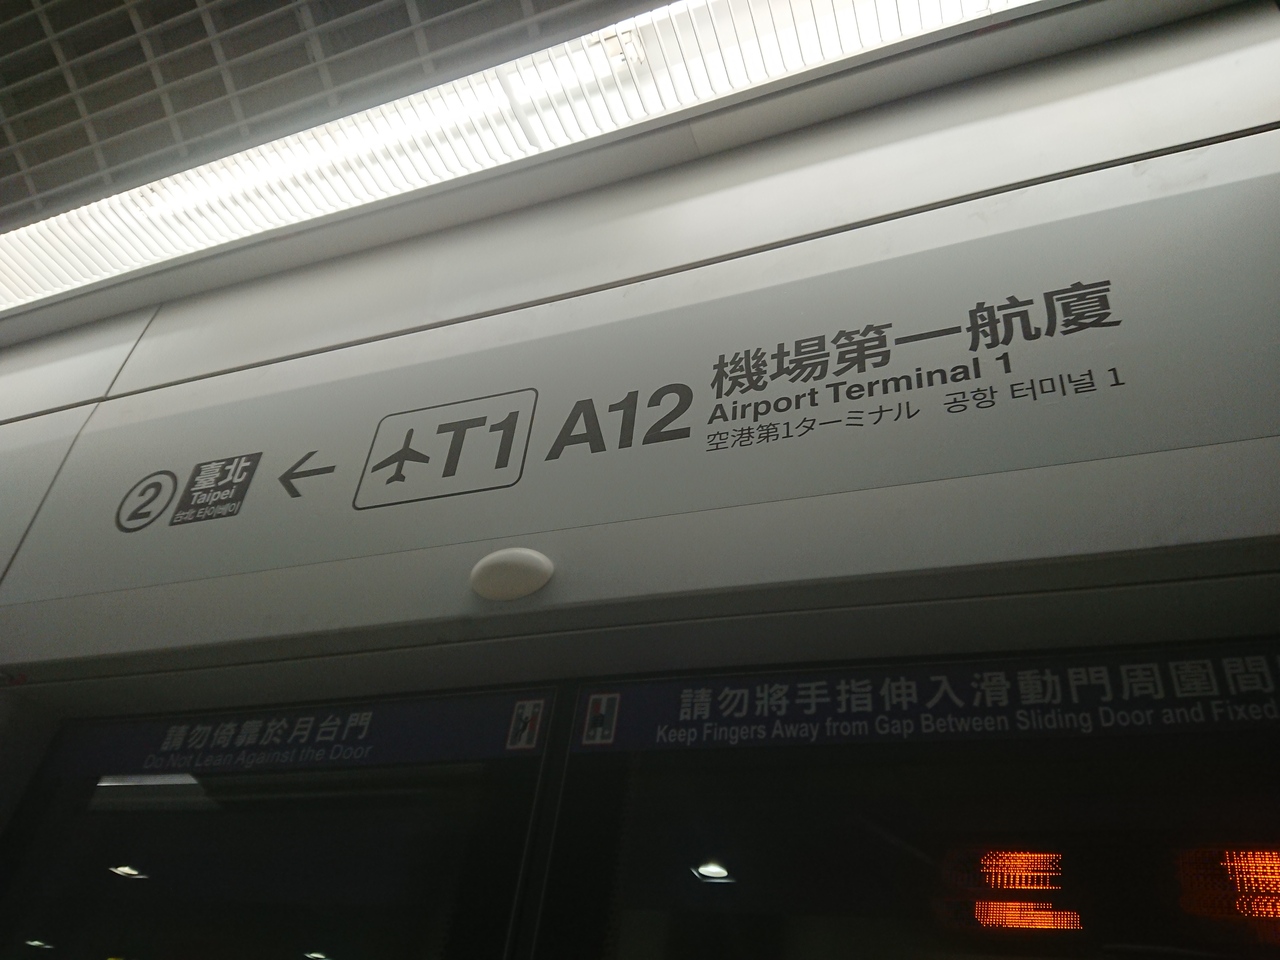 2
臺北
Taipei
台北 타이베이
←
T1
A12
機場第一航廈
Airport Terminal 1
空港第1ターミナル 공항 터미널 1
請勿倚靠於月台門
Do Not Lean Against the Door
請勿將手指伸入滑動門周圍間
Keep Fingers Away from Gap Between Sliding Door and Fixed